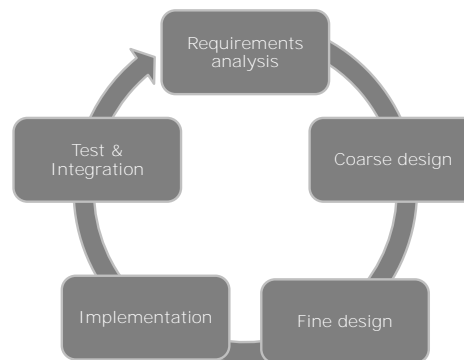 Requirements
analysis
Coarse design
Fine design
Implementation
Test &
Integration